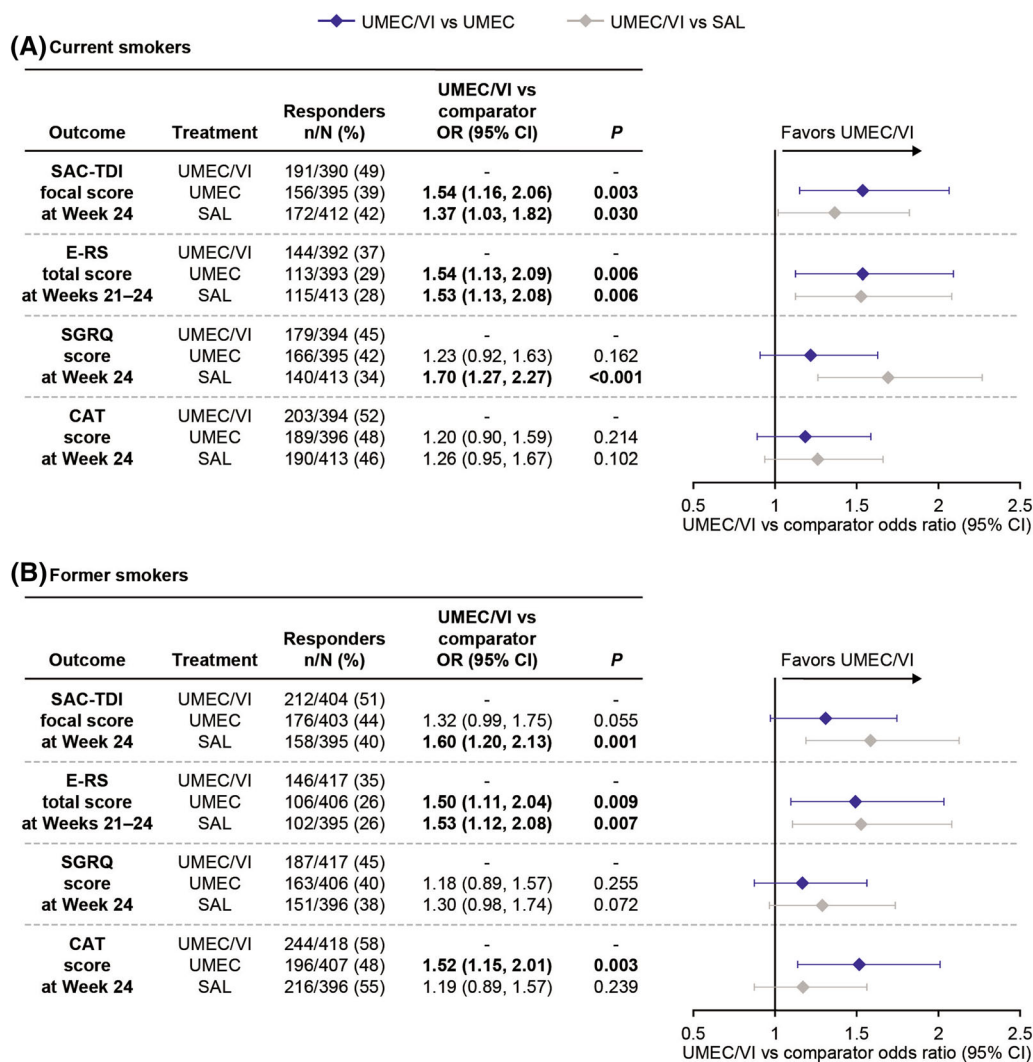 UMEC/VI vs UMEC UMEC/VI vs SAL
(A) Current smokers
UMEC/VI vs
Responders comparator
Outcome Treatment n/N (%) OR (95% CI) P
Favors UMEC/VI
SAC-TDI UMEC/VI 191/390 (49) - -
focal score UMEC 156/395 (39) 1.54 (1.16, 2.06) 0.003
at Week 24 SAL 172/412 (42) 1.37 (1.03, 1.82) 0.030
E-RS UMEC/VI 144/392 (37) - -
total score UMEC 113/393 (29) 1.54 (1.13, 2.09) 0.006
at Weeks 21–24 SAL 115/413 (28) 1.53 (1.13, 2.08) 0.006
SGRQ UMEC/VI 179/394 (45) - -
score UMEC 166/395 (42) 1.23 (0.92, 1.63) 0.162
at Week 24 SAL 140/413 (34) 1.70 (1.27, 2.27) <0.001
CAT UMEC/VI 203/394 (52) - -
score UMEC 189/396 (48) 1.20 (0.90, 1.59) 0.214
at Week 24 SAL 190/413 (46) 1.26 (0.95, 1.67) 0.102
0.5 1 1.5 2 2.5
UMEC/VI vs comparator odds ratio (95% CI)
(B) Former smokers
UMEC/VI vs
Responders comparator
Outcome Treatment n/N (%) OR (95% CI) P
Favors UMEC/VI
SAC-TDI UMEC/VI 212/404 (51) - -
focal score UMEC 176/403 (44) 1.32 (0.99, 1.75) 0.055
at Week 24 SAL 158/395 (40) 1.60 (1.20, 2.13) 0.001
E-RS UMEC/VI 146/417 (35) - -
total score UMEC 106/406 (26) 1.50 (1.11, 2.04) 0.009
at Weeks 21–24 SAL 102/395 (26) 1.53 (1.12, 2.08) 0.007
SGRQ UMEC/VI 187/417 (45) - -
score UMEC 163/406 (40) 1.18 (0.89, 1.57) 0.255
at Week 24 SAL 151/396 (38) 1.30 (0.98, 1.74) 0.072
CAT UMEC/VI 244/418 (58) - -
score UMEC 196/407 (48) 1.52 (1.15, 2.01) 0.003
at Week 24 SAL 216/396 (55) 1.19 (0.89, 1.57) 0.239
0.5 1 1.5 2 2.5
UMEC/VI vs comparator odds ratio (95% CI)